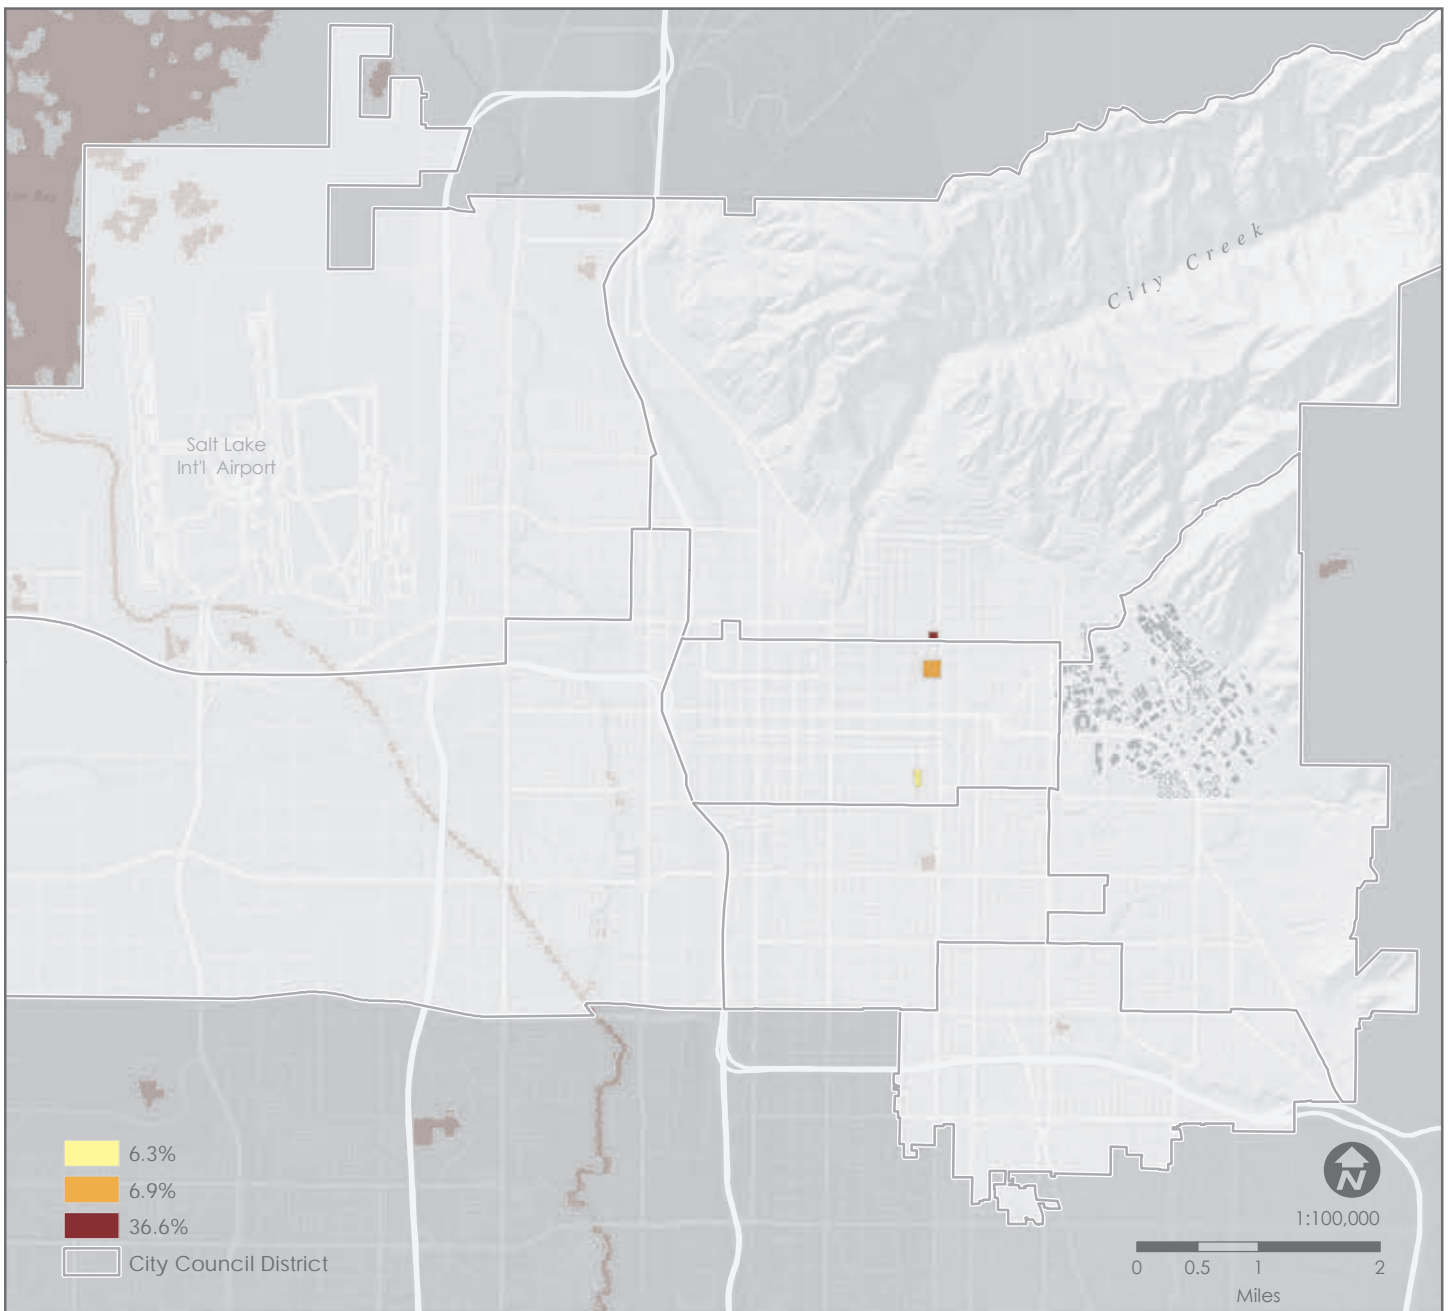 City Creek
Salt Lake
Int'l Airport
6.3%
6.9%
36.6%
City Council District
N
1:100,000
0 0.5 1 2
Miles